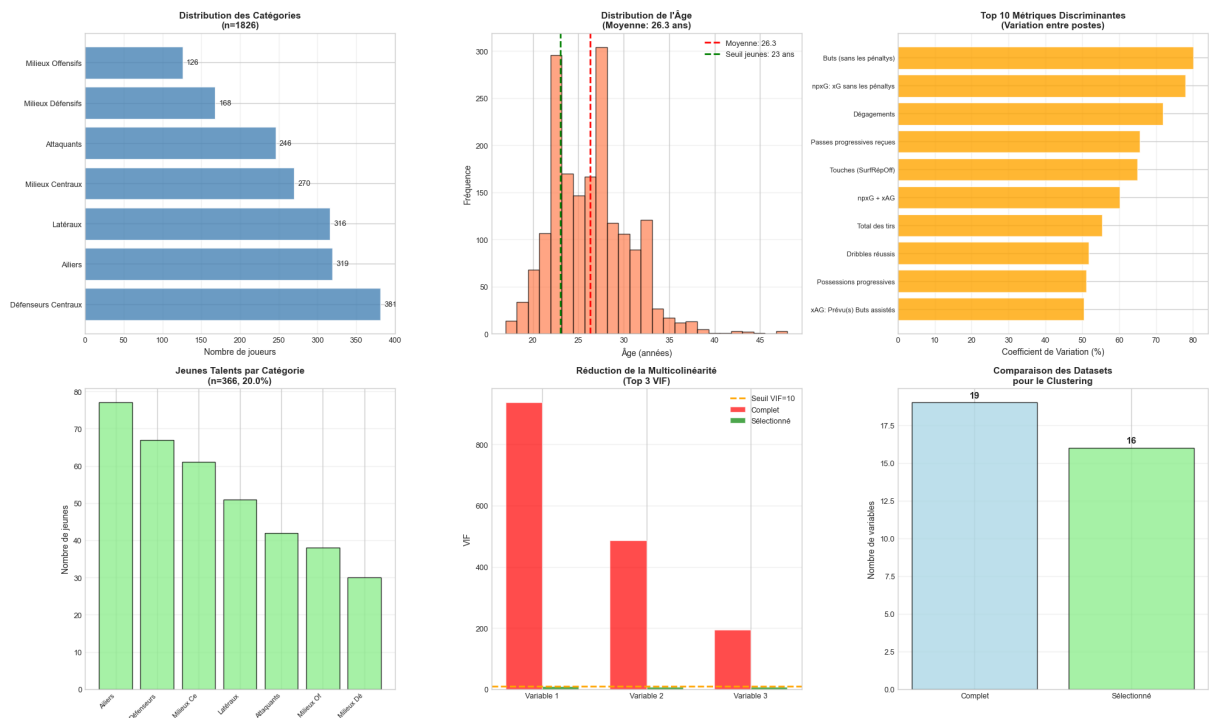 Distribution des Catégories
(n=1826)
Milieux Offensifs
126
Milieux Défensifs
168
Attaquants
246
Milieux Centraux
270
Latéraux
316
Ailiers
319
Défenseurs Centraux
381
0
50
100
150
200
250
300
350
400
Nombre de joueurs
Distribution de l'Âge
(Moyenne: 26.3 ans)
Moyenne: 26.3
Seuil jeunes: 23 ans
300
250
200
150
100
50
0
Fréquence
20
25
30
35
40
45
Âge (années)
Top 10 Métriques Discriminantes
(Variation entre postes)
Buts (sans les pénaltys)
npxG: xG sans les pénaltys
Dégagements
Passes progressives reçues
Touches (SurfRépOff)
npxG + xAG
Total des tirs
Dribbles réussis
Possessions progressives
xAG: Prévu(s) Buts assistés
0
10
20
30
40
50
60
70
80
Coefficient de Variation (%)
Jeunes Talents par Catégorie
(n=366, 20.0%)
80
70
60
50
40
30
20
10
0
Nombre de jeunes
Ailiers
Défenseurs
Milieux Ce
Latéraux
Attaquants
Milieux Of
Milieux Dé
Réduction de la Multicolinéarité
(Top 3 VIF)
Seuil VIF=10
Complet
Sélectionné
800
600
400
200
0
VIF
Variable 1
Variable 2
Variable 3
Comparaison des Datasets
pour le Clustering
19
16
17.5
15.0
12.5
10.0
7.5
5.0
2.5
0.0
Nombre de variables
Complet
Sélectionné